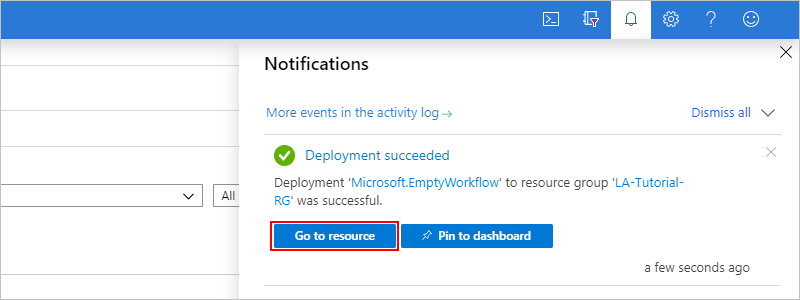 Notifications
More events in the activity log →
Dismiss all
Deployment succeeded
Deployment 'Microsoft.EmptyWorkflow' to resource group 'LA-Tutorial-
RG' was successful.
Go to resource
Pin to dashboard
a few seconds ago
All